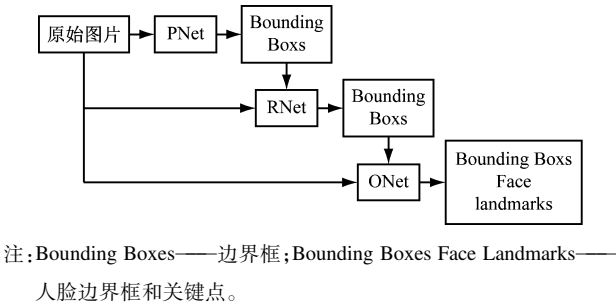 原始图片
PNet
Bounding
Boxs
RNet
Bounding
Boxs
ONet
Bounding Boxs
Face
landmarks
注:Bounding Boxes——边界框;Bounding Boxes Face Landmarks——
人脸边界框和关键点。